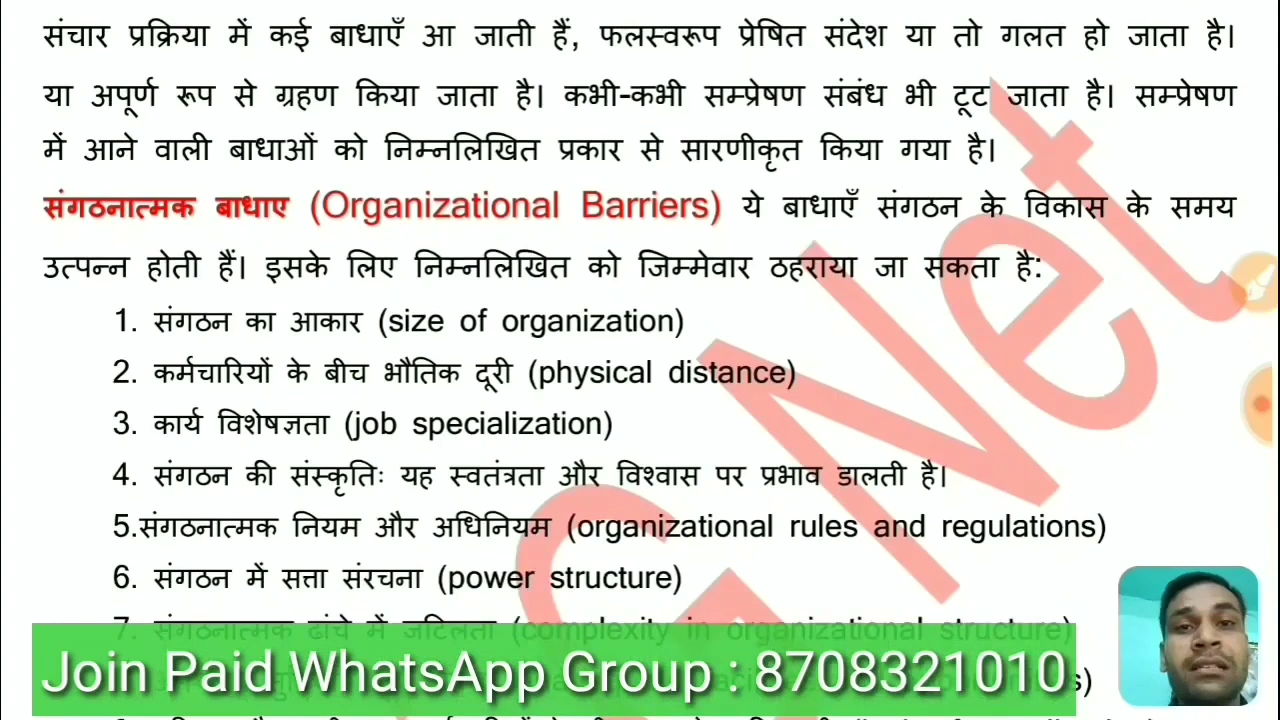 संचार प्रक्रिया में कई बाधाएँ आ जाती हैं, फलस्वरूप प्रेषित संदेश या तो गलत हो जाता है।
या अपूर्ण रूप से ग्रहण किया जाता है। कभी-कभी सम्प्रेषण संबंध भी टूट जाता है। सम्प्रेषण
में आने वाली बाधाओं को निम्नलिखित प्रकार से सारणीकृत किया गया है।
संगठनात्मक बाधाए (Organizational Barriers) ये बाधाएँ संगठन के विकास के समय
उत्पन्न होती हैं। इसके लिए निम्नलिखित को जिम्मेवार ठहराया जा सकता है:
1. संगठन का आकार (size of organization)
2. कर्मचारियों के बीच भौतिक दूरी (physical distance)
3. कार्य विशेषज्ञता (job specialization)
4. संगठन की संस्कृतिः यह स्वतंत्रता और विश्वास पर प्रभाव डालती है।
5.संगठनात्मक नियम और अधिनियम (organizational rules and regulations)
6. संगठन में सत्ता संरचना (power structure)
7. संगठनात्मक ढांचे में जटिलता (complexity in organizational structure)
Join Paid WhatsApp Group : 8708321010
Net